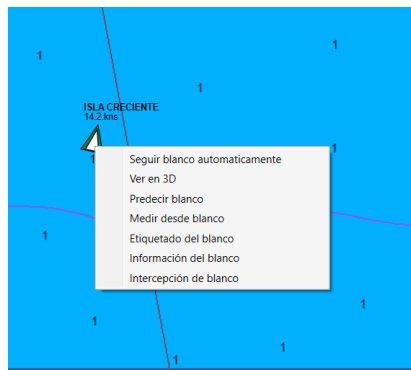 1
1
1
ISLA CRECIENTE
14.2.kns
1
1
Seguir blanco automaticamente
Ver en 3D
Predecir blanco
Medir desde blanco
Etiquetado del blanco
Información del blanco
Intercepción de blanco
1
1
1
1
1